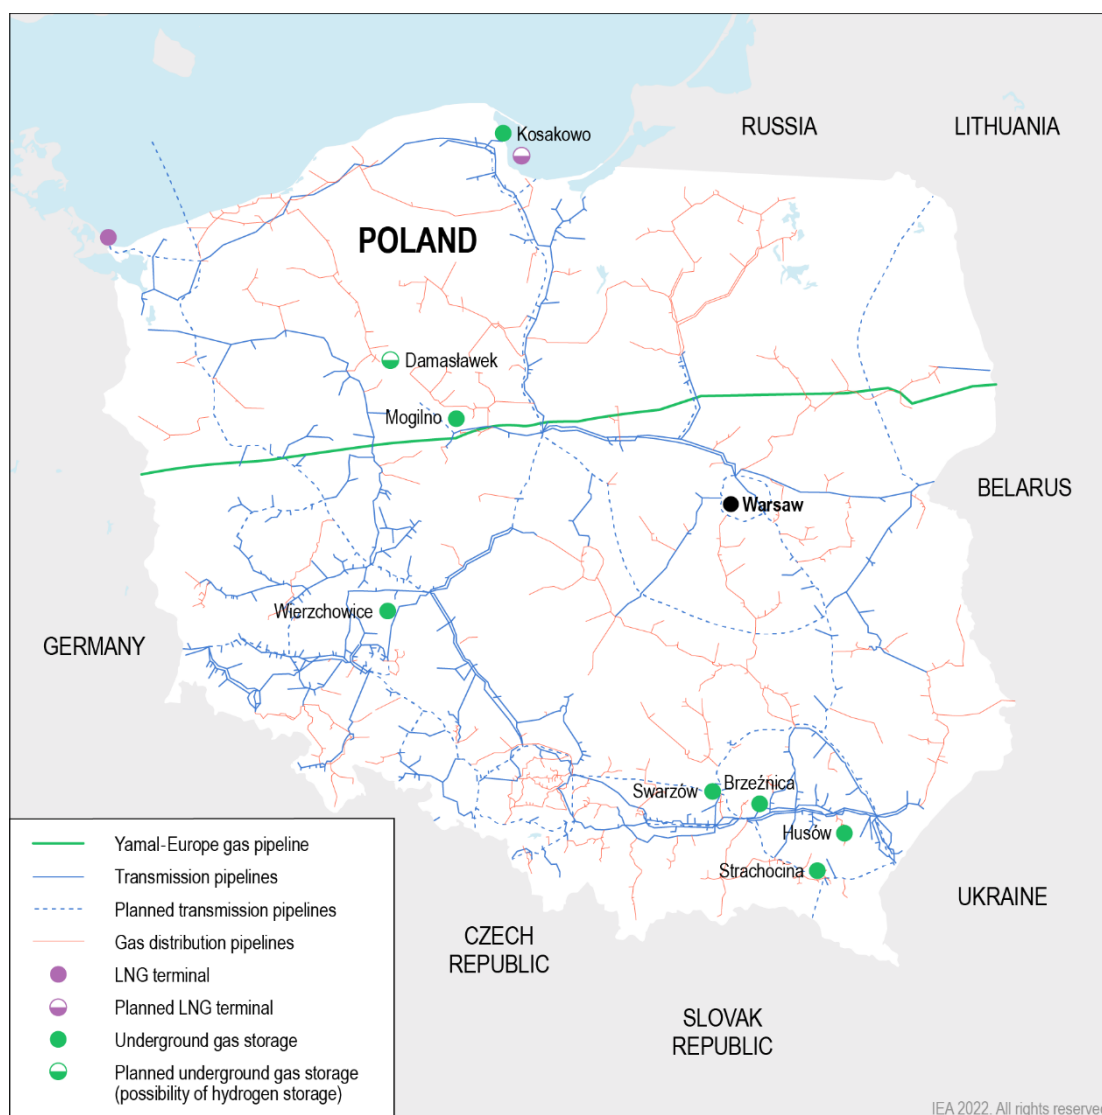 RUSSIA
LITHUANIA
Kosakowo
POLAND
Damasławek
Mogilno
BELARUS
Warsaw
Wierzchowice
GERMANY
Swarzów
Brzeźnica
Husów
Strachocina
UKRAINE
CZECH
REPUBLIC
SLOVAK
REPUBLIC
Yamal-Europe gas pipeline
Transmission pipelines
Planned transmission pipelines
Gas distribution pipelines
LNG terminal
Planned LNG terminal
Underground gas storage
Planned underground gas storage
(possibility of hydrogen storage)
IEA 2022. All rights reserved